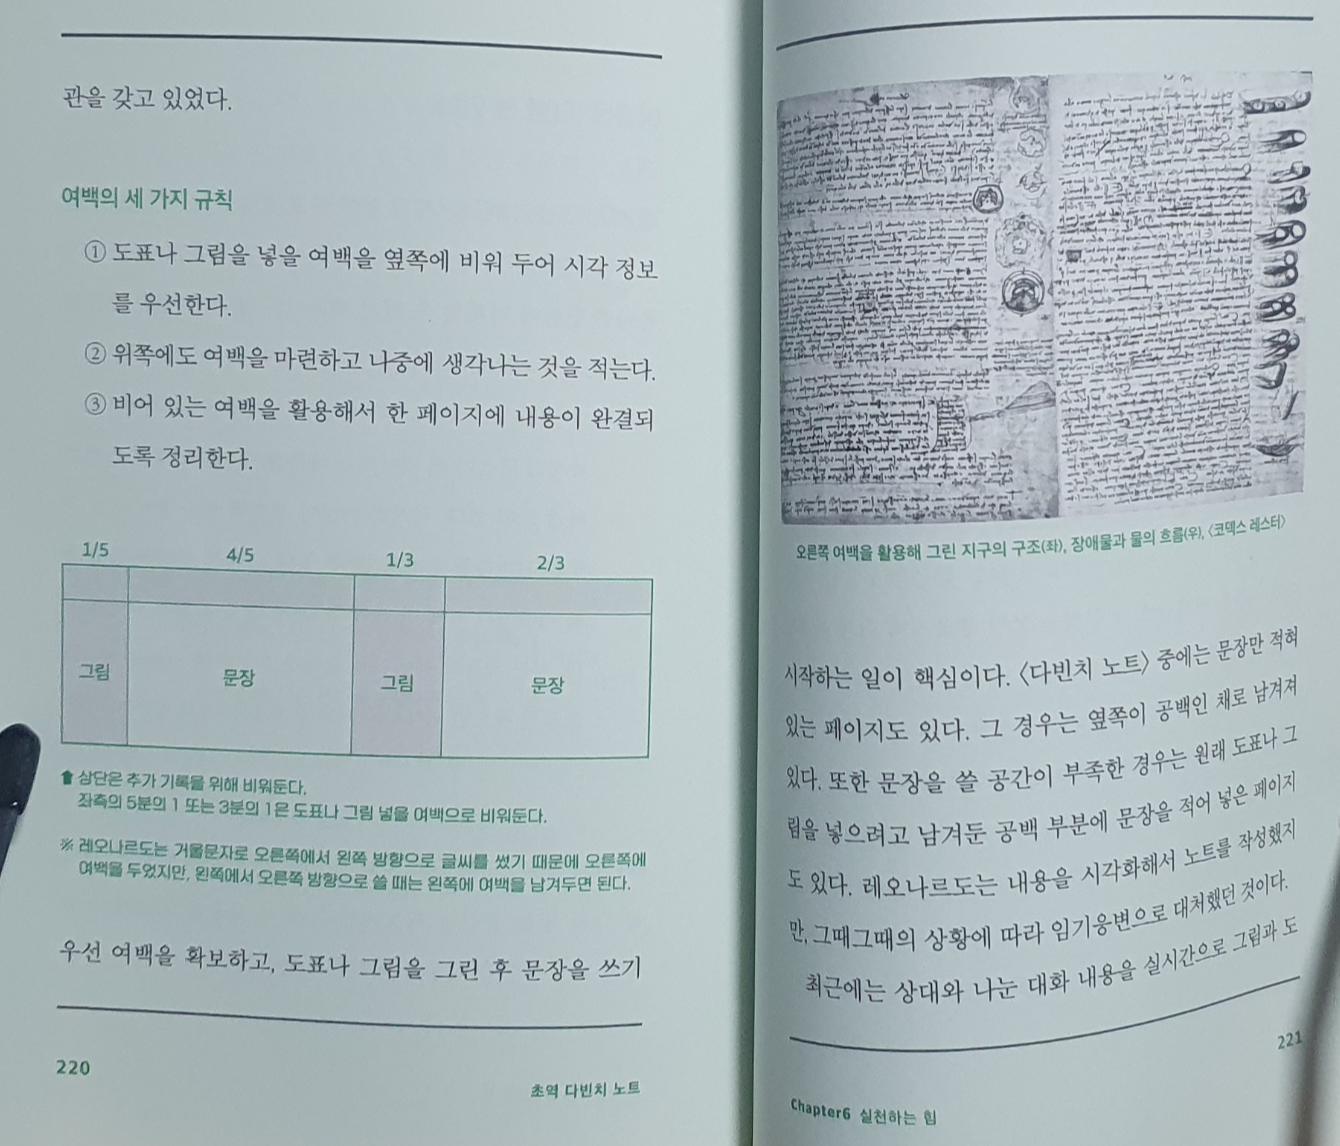 관을 갖고 있었다.
여백의 세 가지 규칙
① 도표나 그림을 넣을 여백을 옆쪽에 비워 두어 시각 정보
를 우선한다.
② 위쪽에도 여백을 마련하고 나중에 생각나는 것을 적는다.
③ 비어 있는 여백을 활용해서 한 페이지에 내용이 완결되
도록 정리한다.
1/5 4/5 1/3 2/3
그림 문장 그림 문장
⬆ 상단은 추가 기록을 위해 비워둔다.
좌측의 5분의 1 또는 3분의 1은 도표나 그림 넣을 여백으로 비워둔다.
※ 레오나르도는 거울문자로 오른쪽에서 왼쪽 방향으로 글씨를 썼기 때문에 오른쪽에
여백을 두었지만, 왼쪽에서 오른쪽 방향으로 쓸 때는 왼쪽에 여백을 남겨두면 된다.
우선 여백을 확보하고, 도표나 그림을 그린 후 문장을 쓰기
220
초역 다빈치 노트
오른쪽 여백을 활용해 그린 지구의 구조(좌), 장애물과 물의 흐름(우), 〈코덱스 레스터〉
시작하는 일이 핵심이다. 〈다빈치 노트〉 중에는 문장만 적혀
있는 페이지도 있다. 그 경우는 옆쪽이 공백인 채로 남겨져
있다. 또한 문장을 쓸 공간이 부족한 경우는 원래 도표나 그
림을 넣으려고 남겨둔 공백 부분에 문장을 적어 넣은 페이지
도 있다. 레오나르도는 내용을 시각화해서 노트를 작성했지
만, 그때그때의 상황에 따라 임기응변으로 대처했던 것이다.
최근에는 상대와 나눈 대화 내용을 실시간으로 그림과 도
221
Chapter6 실천하는 힘